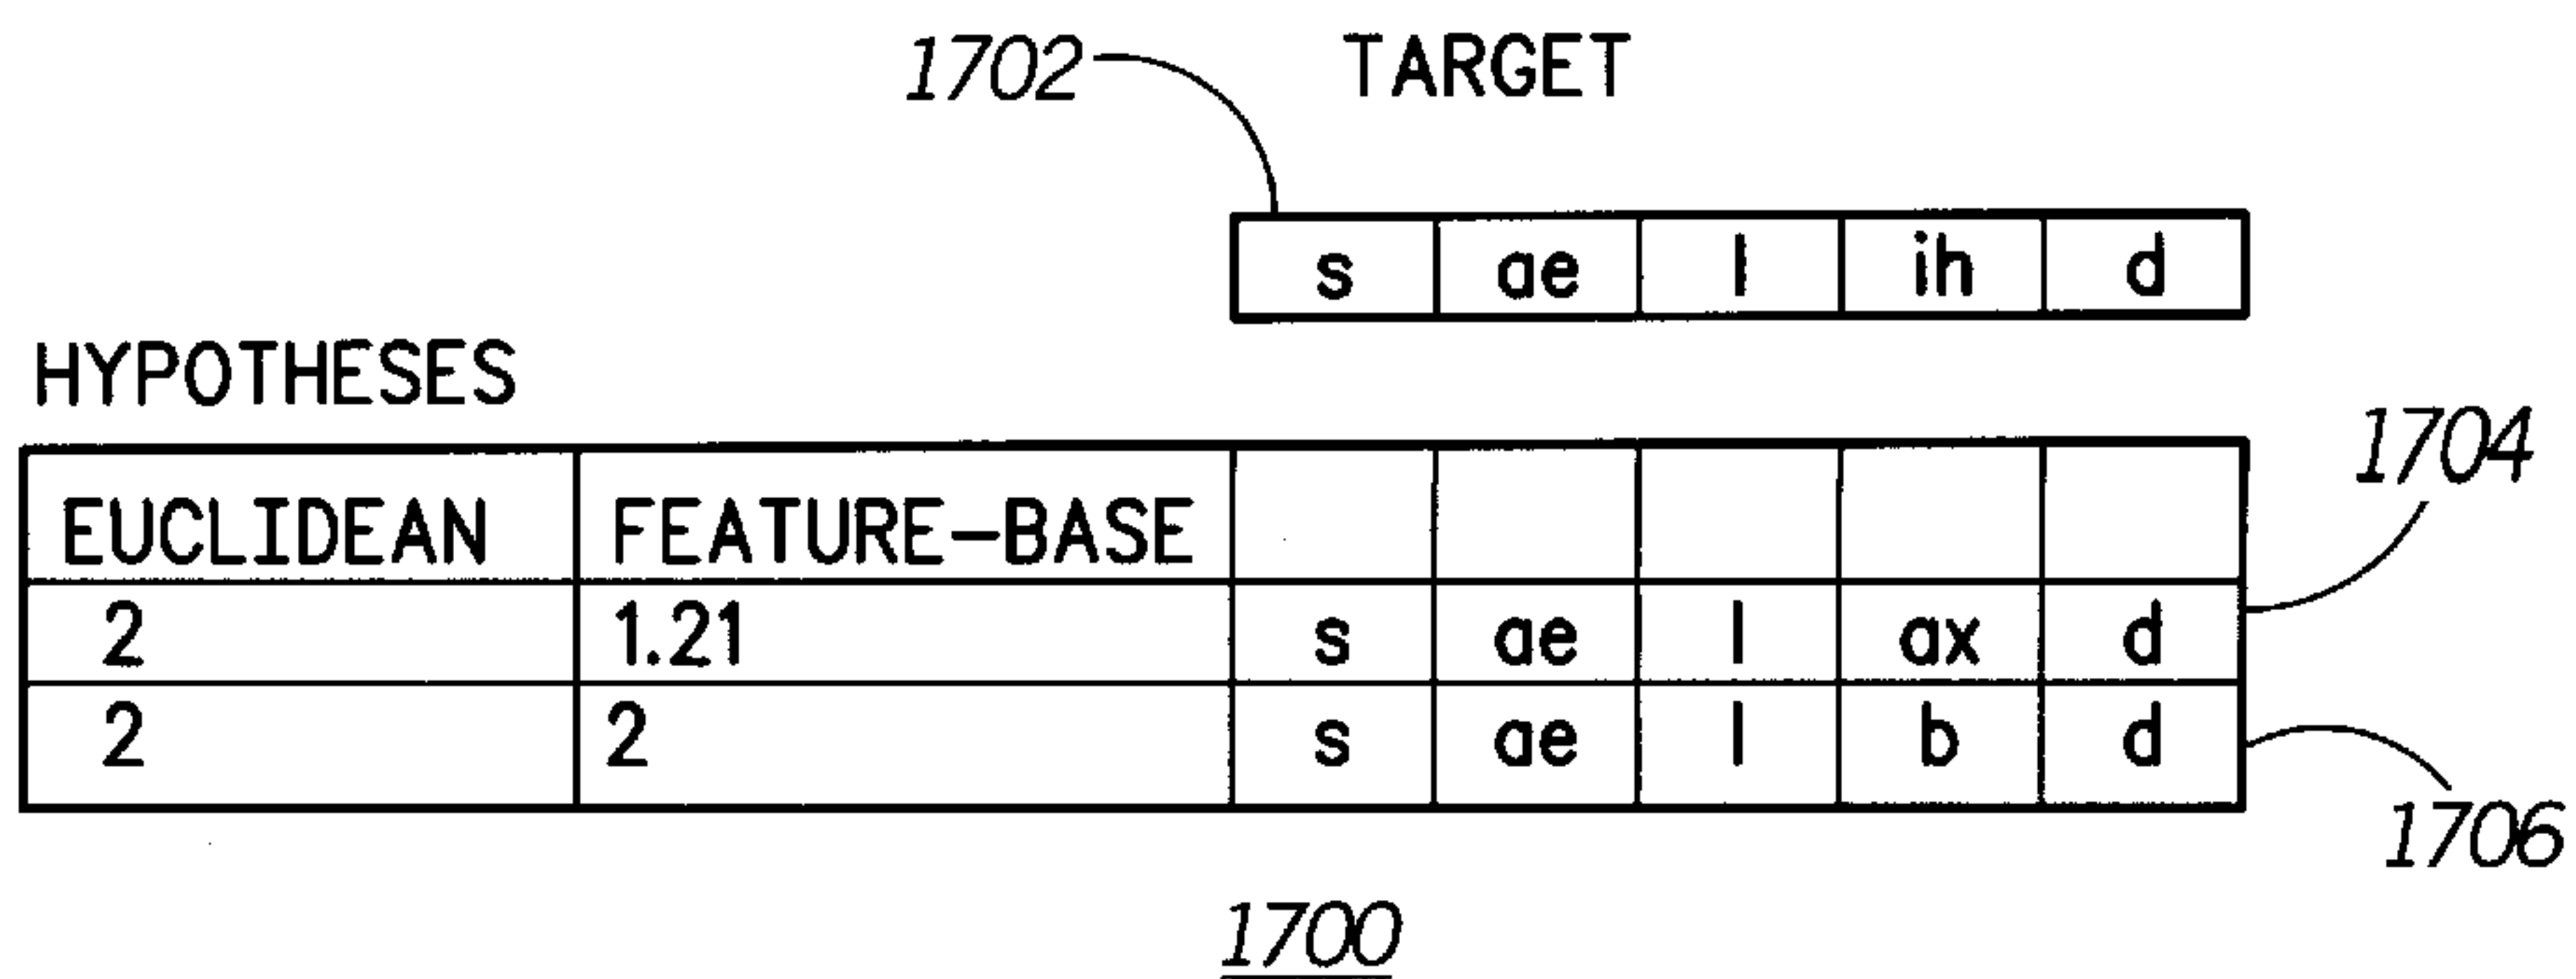 1702 TARGET
s ae l ih d
HYPOTHESES
1704
EUCLIDEAN FEATURE-BASE
2 1.21 s ae l ax d
2 2 s ae l b d
1706
1700